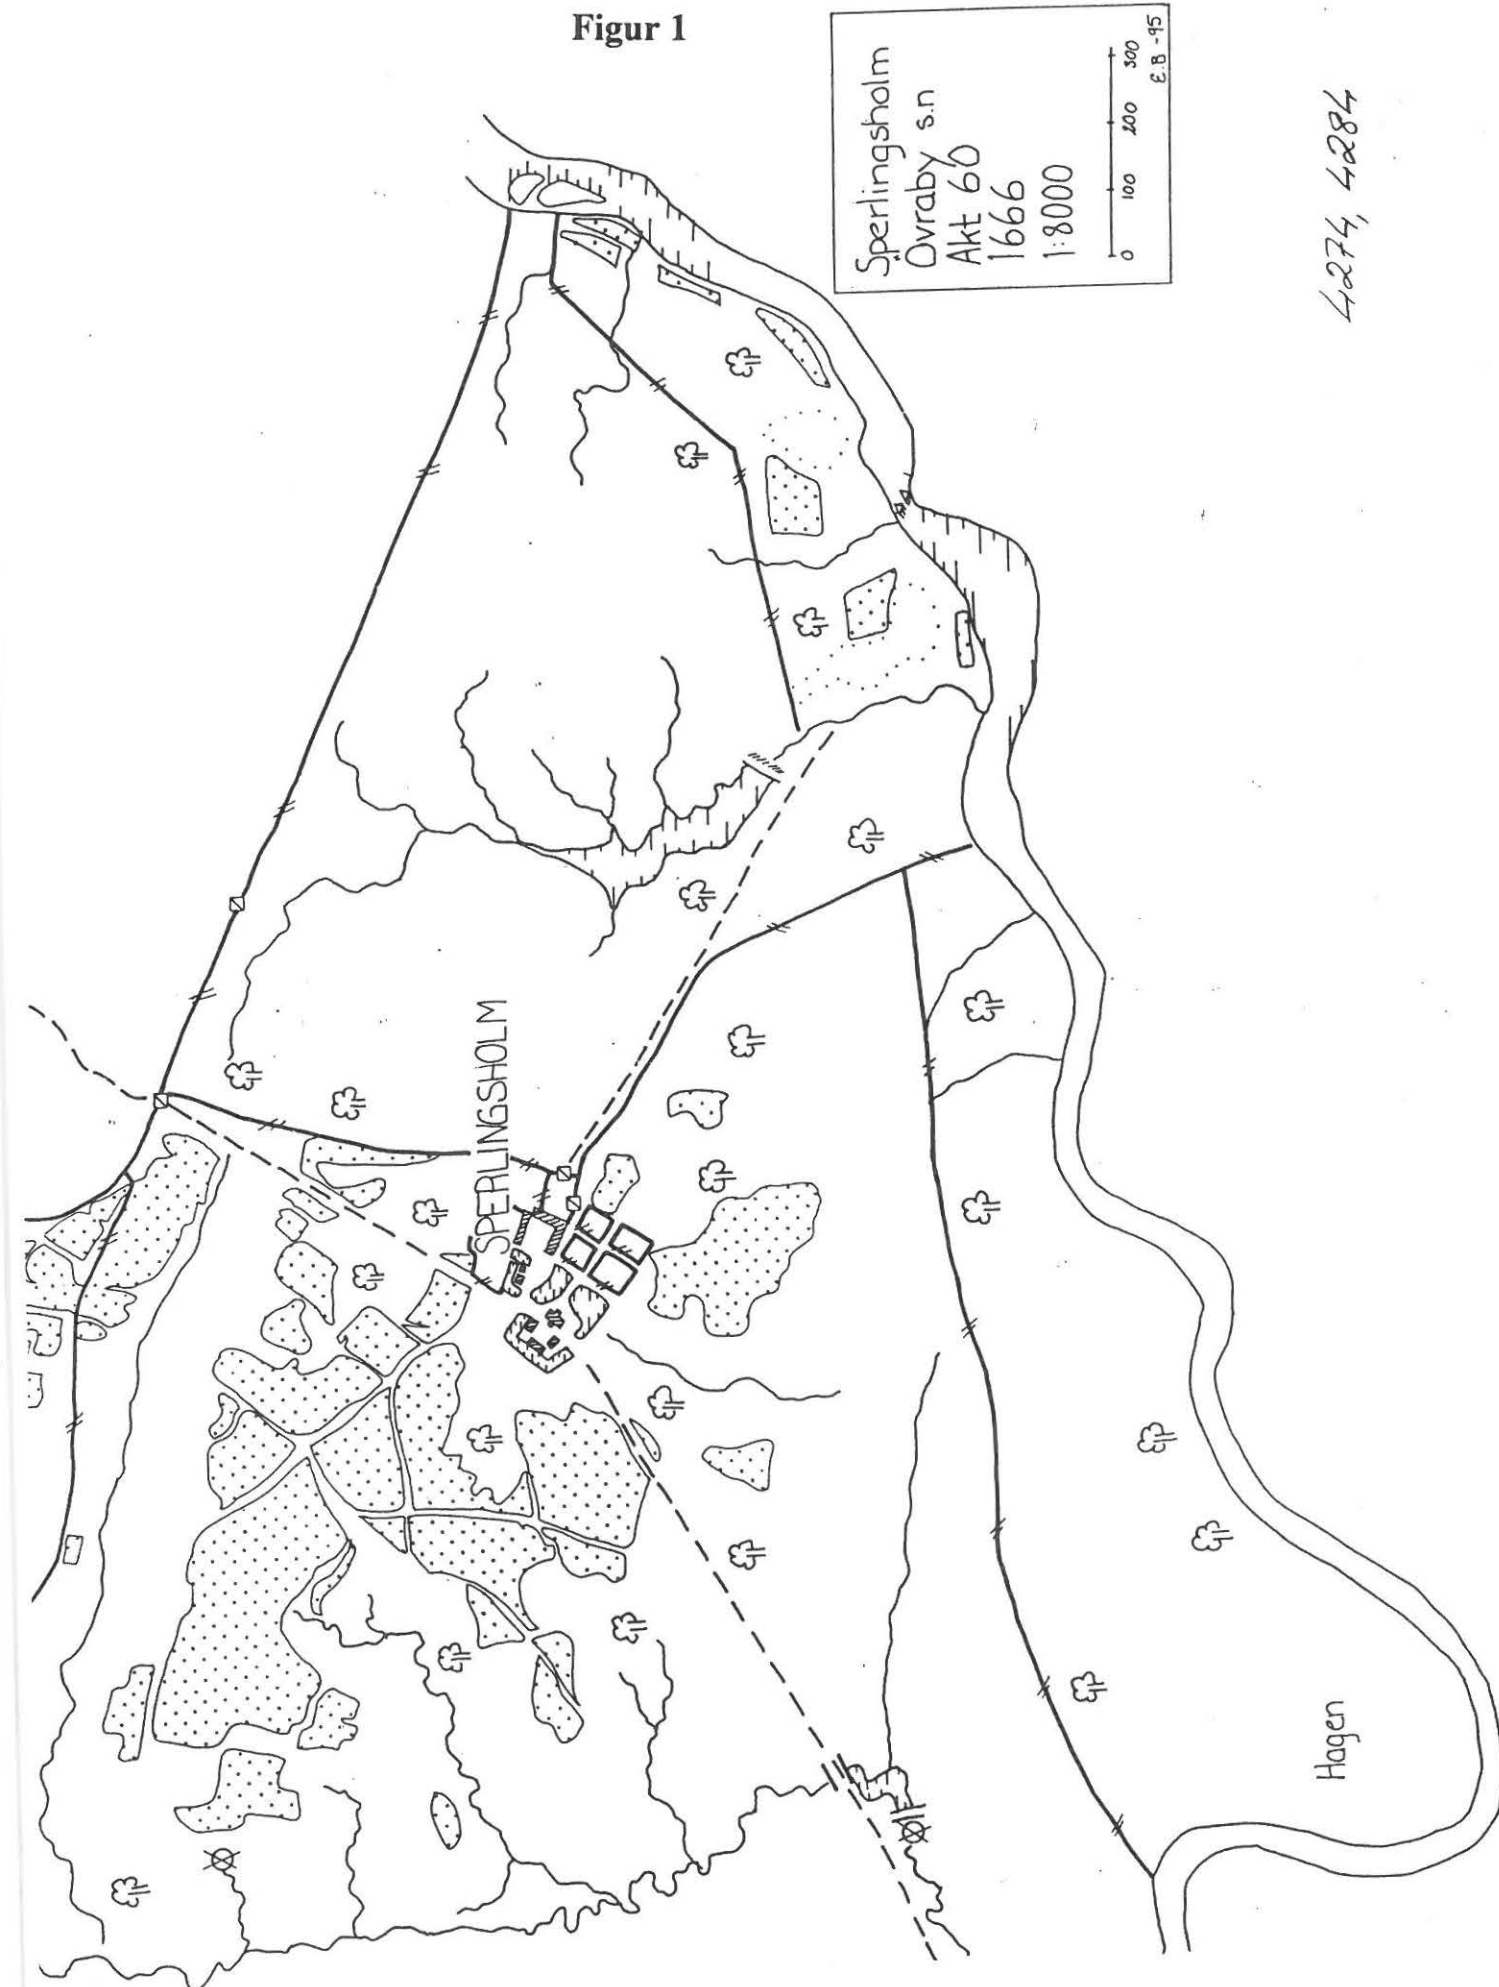 Figur 1
Sperlingsholm
Övraby s.n
Akt 60
1666
1:8000
0 100 200 300
E.B -95
4274, 4284
SPERLINGSHOLM
Hagen